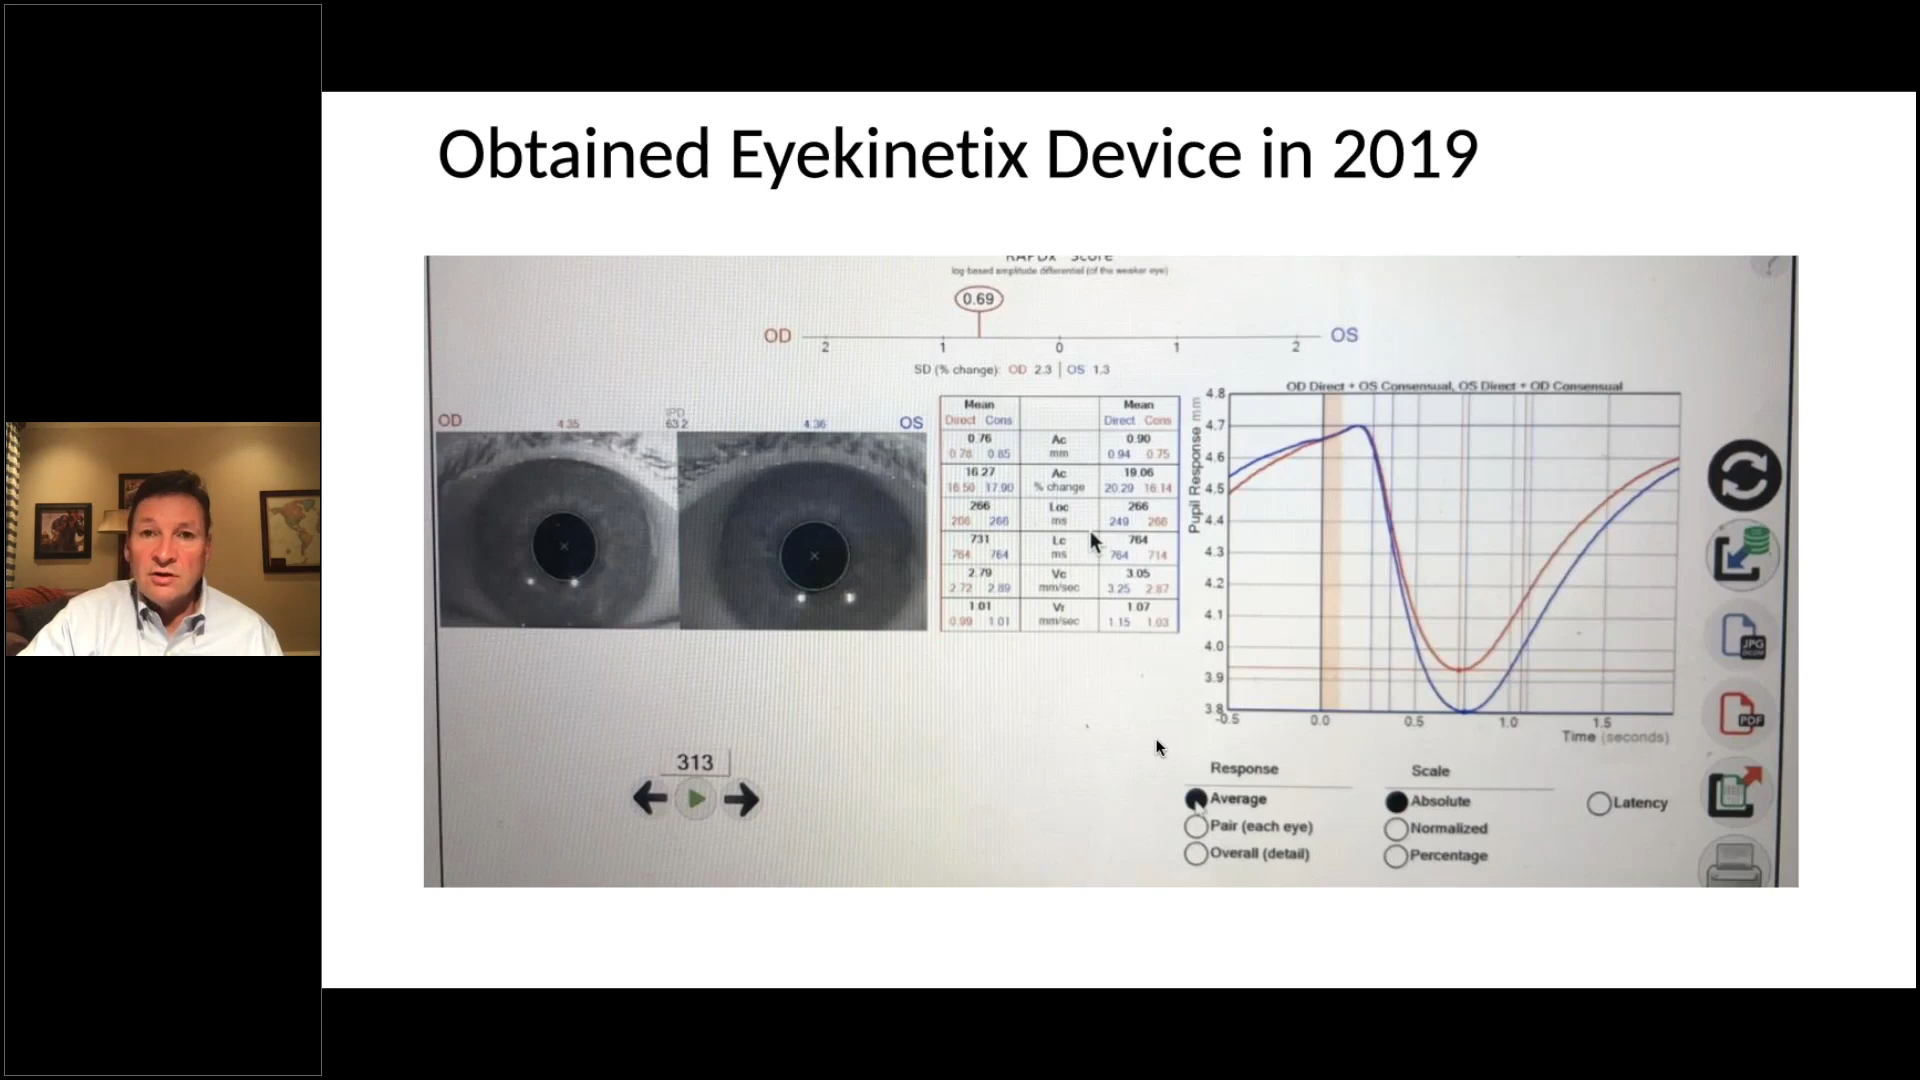 Obtained Eyekinetix Device in 2019
RAPDx Score
log-based amplitude differential (of the weaker eye)
0.69
OD 2 1 0 1 2 OS
SD (% change): OD 2.3 | OS 1.3
OD 4.35 IPD 63.2 4.36 OS
Mean Mean
Direct Cons Direct Cons
0.76 Ac 0.90
0.78 0.85 mm 0.94 0.75
16.27 Ac 19.06
16.50 17.90 % change 20.29 16.14
266 Loc 266
266 266 ms 249 266
731 Lc 764
764 764 ms 764 714
2.79 Vc 3.05
2.72 2.89 mm/sec 3.25 2.87
1.01 Vr 1.07
0.99 1.01 mm/sec 1.15 1.03
OD Direct + OS Consensual, OS Direct + OD Consensual
Pupil Response mm
4.8
4.7
4.6
4.5
4.4
4.3
4.2
4.1
4.0
3.9
3.8
-0.5 0.0 0.5 1.0 1.5
Time (seconds)
313
Response Scale
Average Absolute Latency
Pair (each eye) Normalized
Overall (detail) Percentage
?
JPG
PDF